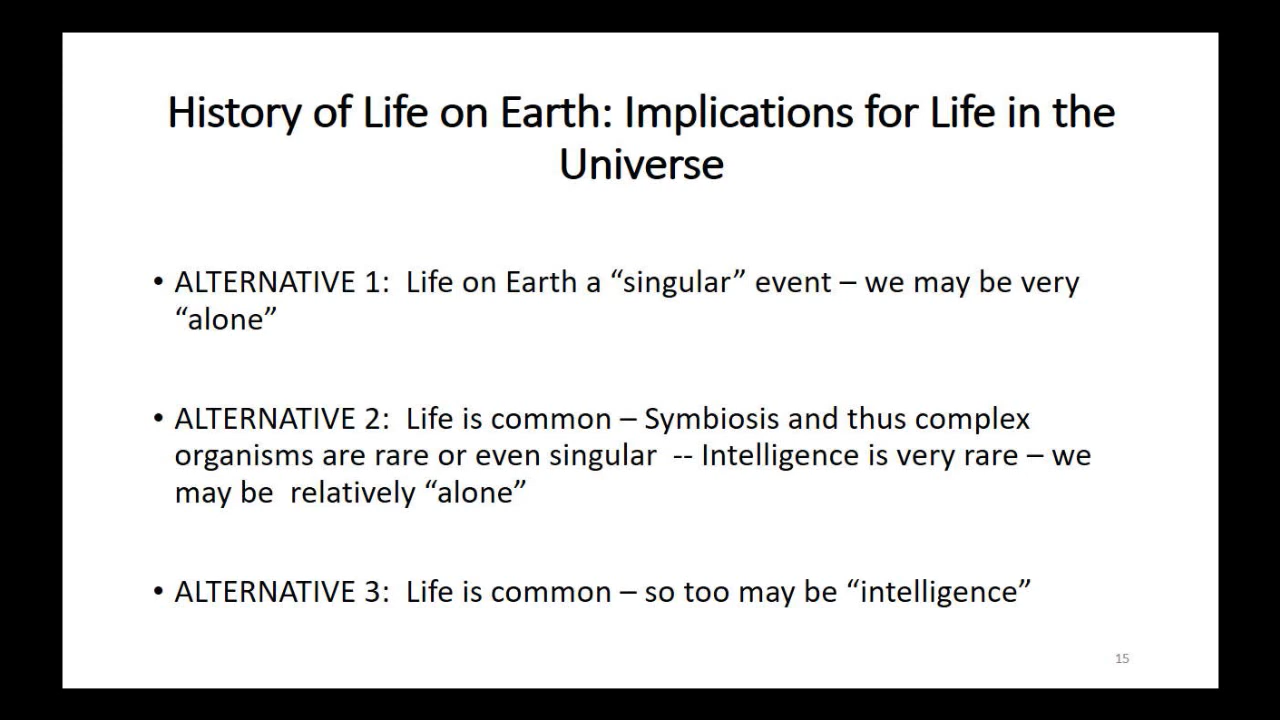 History of Life on Earth: Implications for Life in the
Universe
• ALTERNATIVE 1:  Life on Earth a “singular” event – we may be very
“alone”
• ALTERNATIVE 2:  Life is common – Symbiosis and thus complex
organisms are rare or even singular  -- Intelligence is very rare – we
may be  relatively “alone”
• ALTERNATIVE 3:  Life is common – so too may be “intelligence”
15